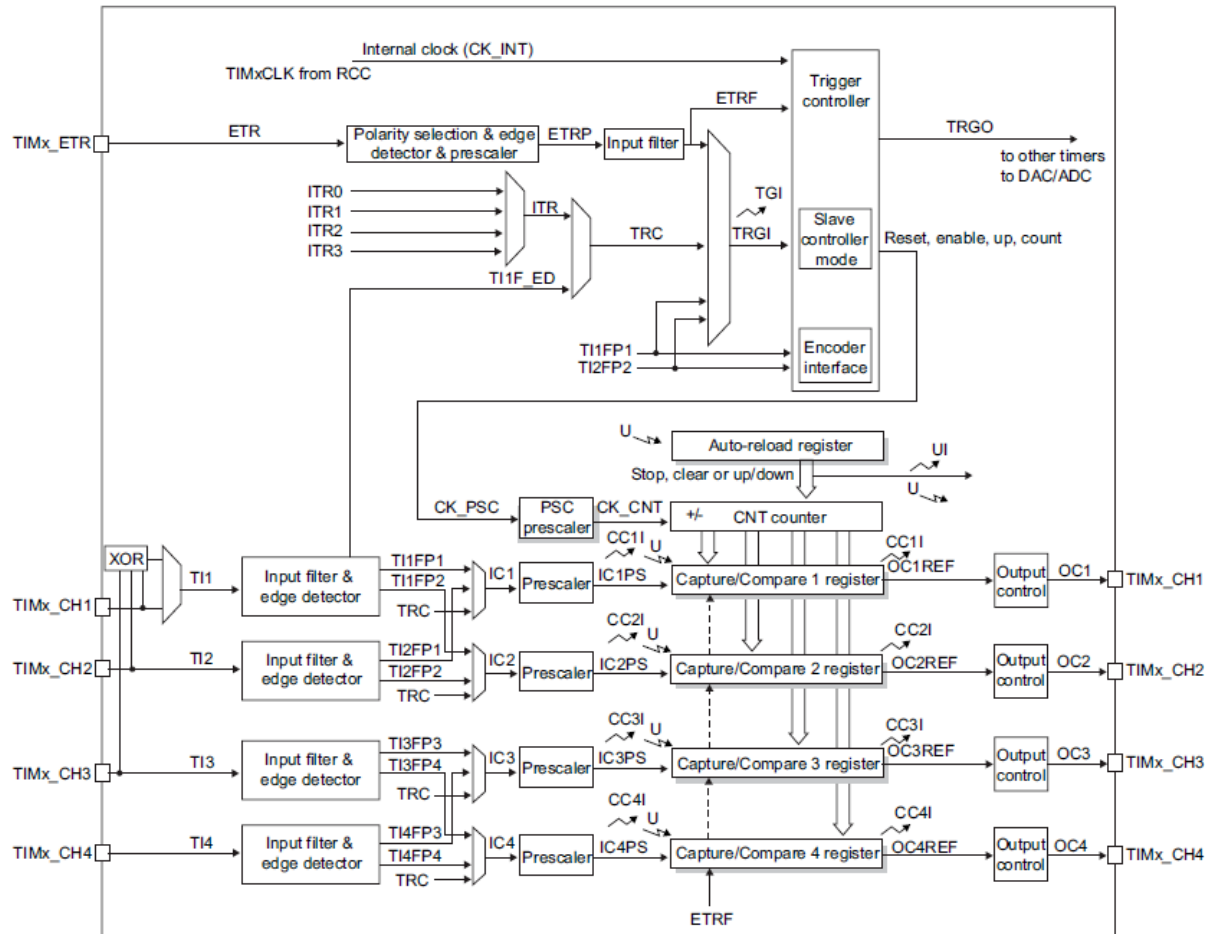 Internal clock (CK_INT)
TIMxCLK from RCC
Trigger
controller
ETRF
TIMx_ETR
ETR
Polarity selection & edge
detector & prescaler
ETRP
Input filter
TRGO
to other timers
to DAC/ADC
ITR0
ITR1
ITR2
ITR3
ITR
TRC
TGI
TRGI
Slave
controller
mode
Reset, enable, up, count
TI1F_ED
TI1FP1
TI2FP2
Encoder
interface
U
Auto-reload register
UI
Stop, clear or up/down
U
CK_PSC
PSC
prescaler
CK_CNT
+/-
CNT counter
XOR
TI1
TIMx_CH1
Input filter &
edge detector
TI1FP1
TI1FP2
TRC
IC1
Prescaler
CC1I
U
IC1PS
Capture/Compare 1 register
CC1I
OC1REF
Output
control
OC1
TIMx_CH1
TIMx_CH2
TI2
Input filter &
edge detector
TI2FP1
TI2FP2
TRC
IC2
Prescaler
CC2I
U
IC2PS
Capture/Compare 2 register
CC2I
OC2REF
Output
control
OC2
TIMx_CH2
TIMx_CH3
TI3
Input filter &
edge detector
TI3FP3
TI3FP4
TRC
IC3
Prescaler
CC3I
U
IC3PS
Capture/Compare 3 register
CC3I
OC3REF
Output
control
OC3
TIMx_CH3
TIMx_CH4
TI4
Input filter &
edge detector
TI4FP3
TI4FP4
TRC
IC4
Prescaler
CC4I
U
IC4PS
Capture/Compare 4 register
CC4I
OC4REF
Output
control
OC4
TIMx_CH4
ETRF